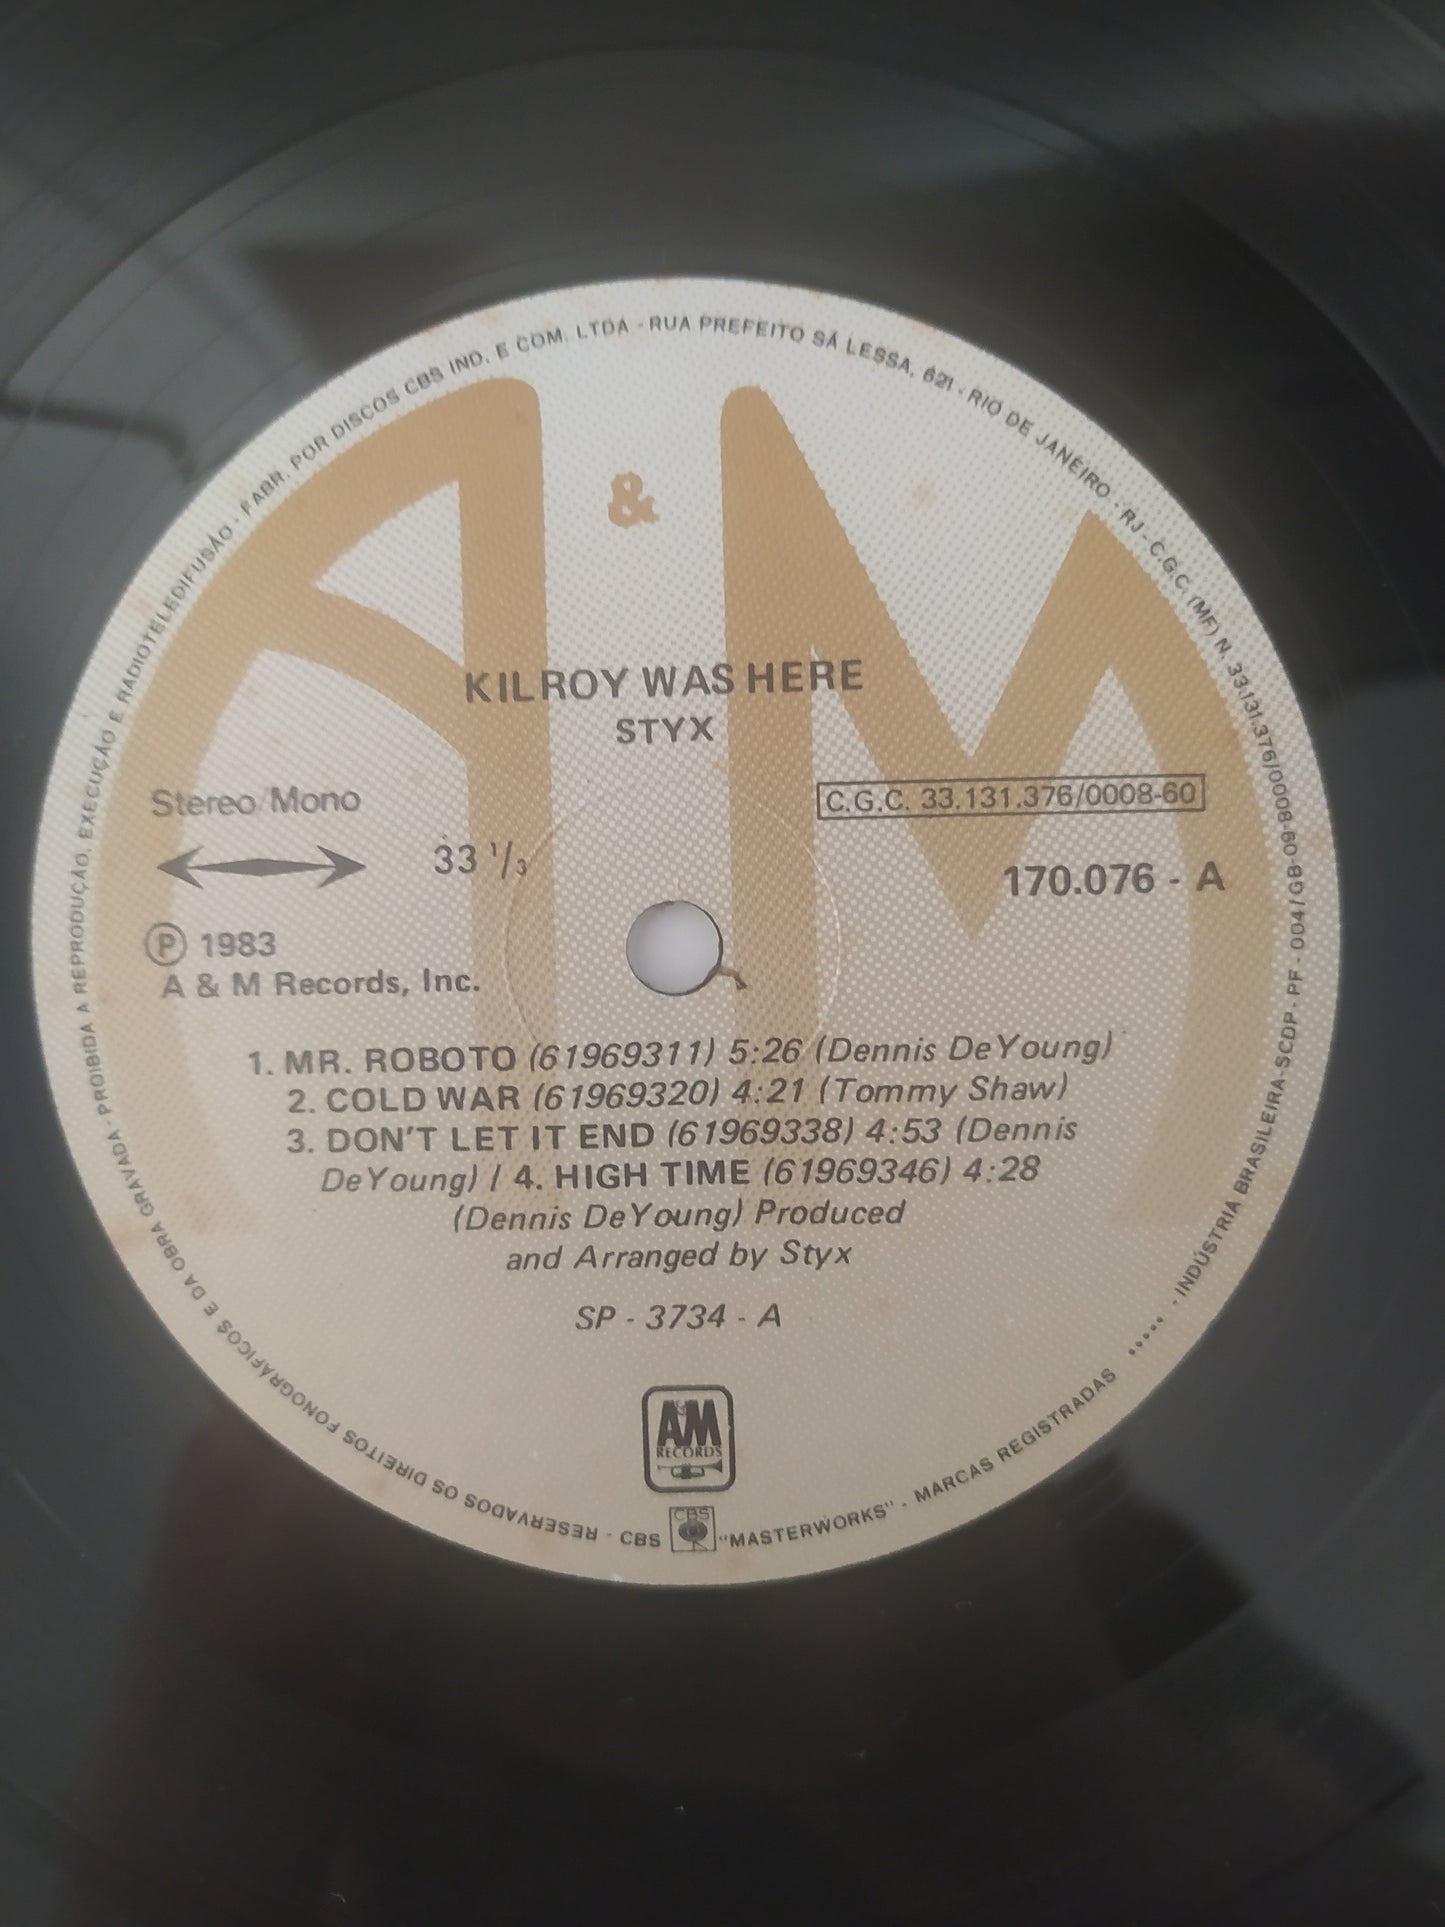 - PROIBIDA A REPRODUÇÃO, EXECUÇÃO E RADIOTELEDIFUSÃO - FABR. POR DISCOS CBS IND. E COM. LTDA - RUA PREFEITO SÁ LESSA, 621 - RIO DE JANEIRO - RJ - C.G.C. (MF) N. 33.131.376/0008-60
A & M
KILROY WAS HERE
STYX
Stereo/Mono
C.G.C. 33.131.376/0008-60
33 1/3
170.076 - A
Ⓟ 1983
A & M Records, Inc.
1. MR. ROBOTO (61969311) 5:26 (Dennis DeYoung)
2. COLD WAR (61969320) 4:21 (Tommy Shaw)
3. DON'T LET IT END (61969338) 4:53 (Dennis
DeYoung) / 4. HIGH TIME (61969346) 4:28
(Dennis DeYoung) Produced
and Arranged by Styx
SP - 3734 - A
A&M
RECORDS
CBS
RESERVADOS OS DIREITOS FONOGRÁFICOS E DA OBRA GRAVADA
- CBS "MASTERWORKS" - MARCAS REGISTRADAS ..... - INDÚSTRIA BRASILEIRA-SCDP-PF-004/GB-